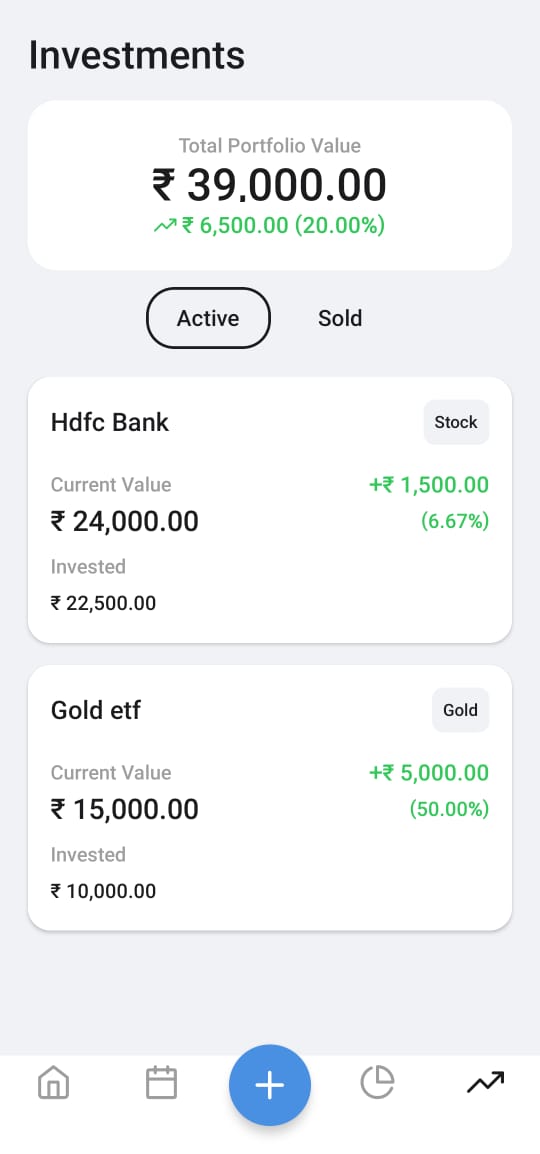 Investments
Total Portfolio Value
₹ 39,000.00
₹ 6,500.00 (20.00%)
Active Sold
Hdfc Bank Stock
Current Value +₹ 1,500.00
₹ 24,000.00 (6.67%)
Invested
₹ 22,500.00
Gold etf Gold
Current Value +₹ 5,000.00
₹ 15,000.00 (50.00%)
Invested
₹ 10,000.00